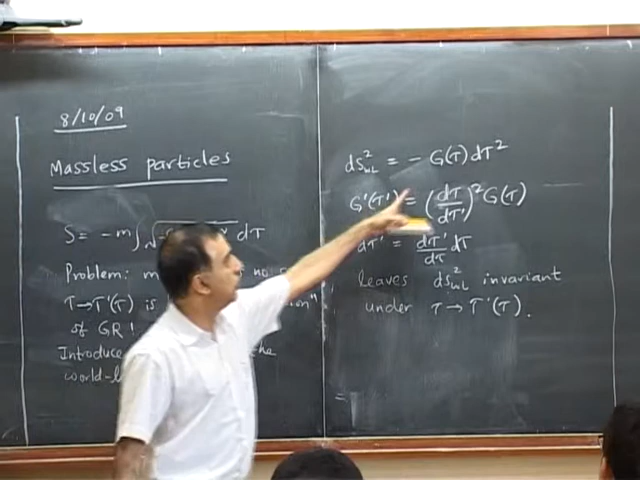 8/10/09
Massless particles
S = -m∫√ dτ
Problem: m no
τ→τ'(τ) is
of GR!
Introduce he
world-l
ds²_WL = - G(τ) dτ²
G'(τ') = (dτ/dτ')² G(τ)
dτ' = dτ'/dτ dτ
leaves ds²_WL invariant
under τ → τ'(τ).